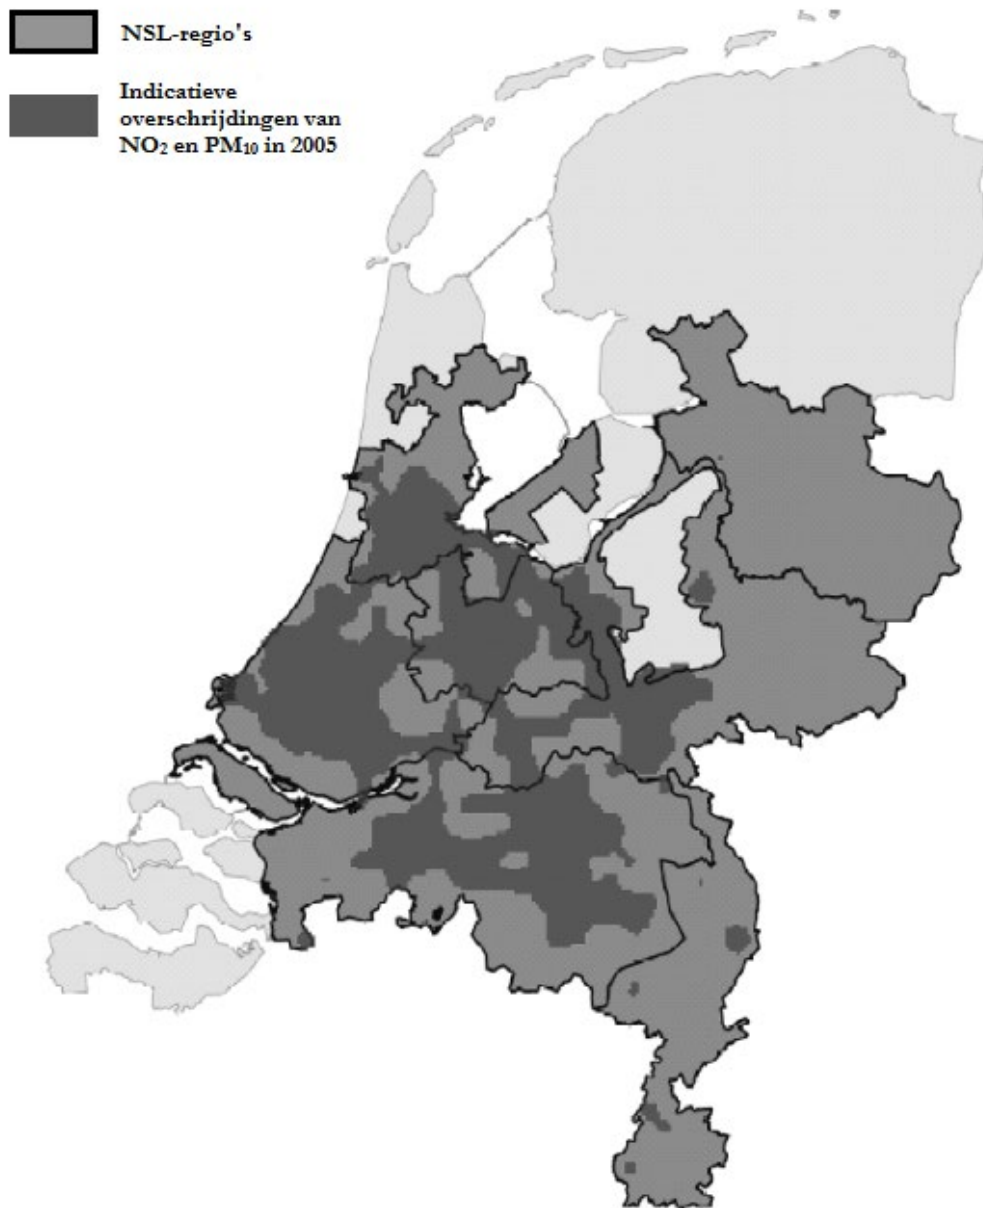 NSL-regio's
Indicatieve
overschrijdingen van
NO₂ en PM₁₀ in 2005